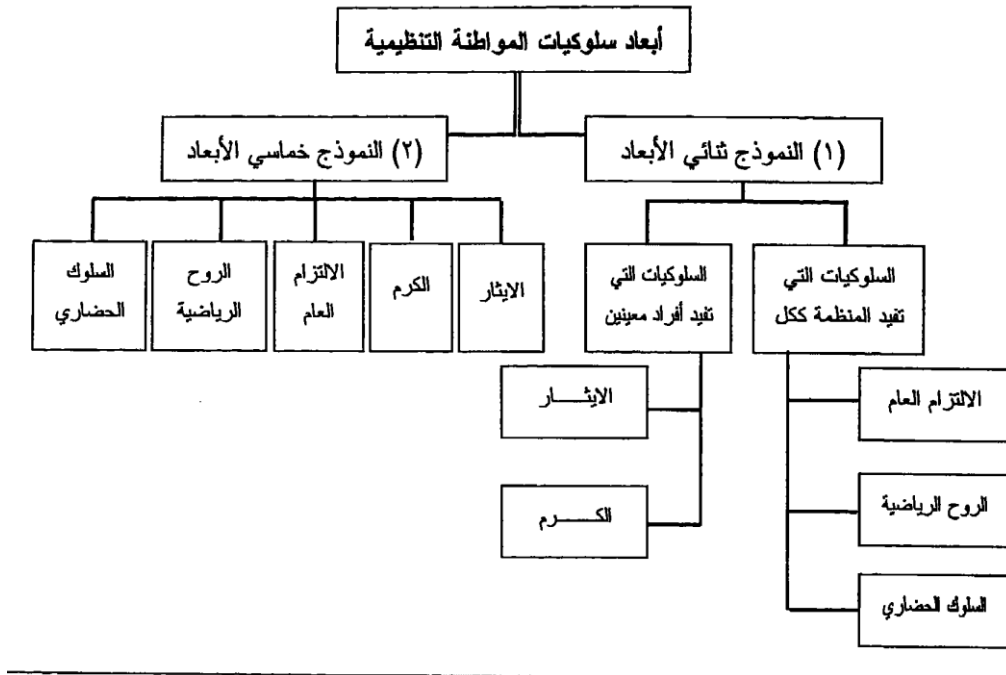 أبعاد سلوكيات المواطنة التنظيمية
(١) النموذج ثنائي الأبعاد
(٢) النموذج خماسي الأبعاد
السلوكيات التي
تفيد المنظمة ككل
السلوكيات التي
تفيد أفراد معينين
الايثار
الكرم
الالتزام
العام
الروح
الرياضية
السلوك
الحضاري
الالتزام العام
الروح الرياضية
السلوك الحضاري
الايثـــــار
الكـــــرم